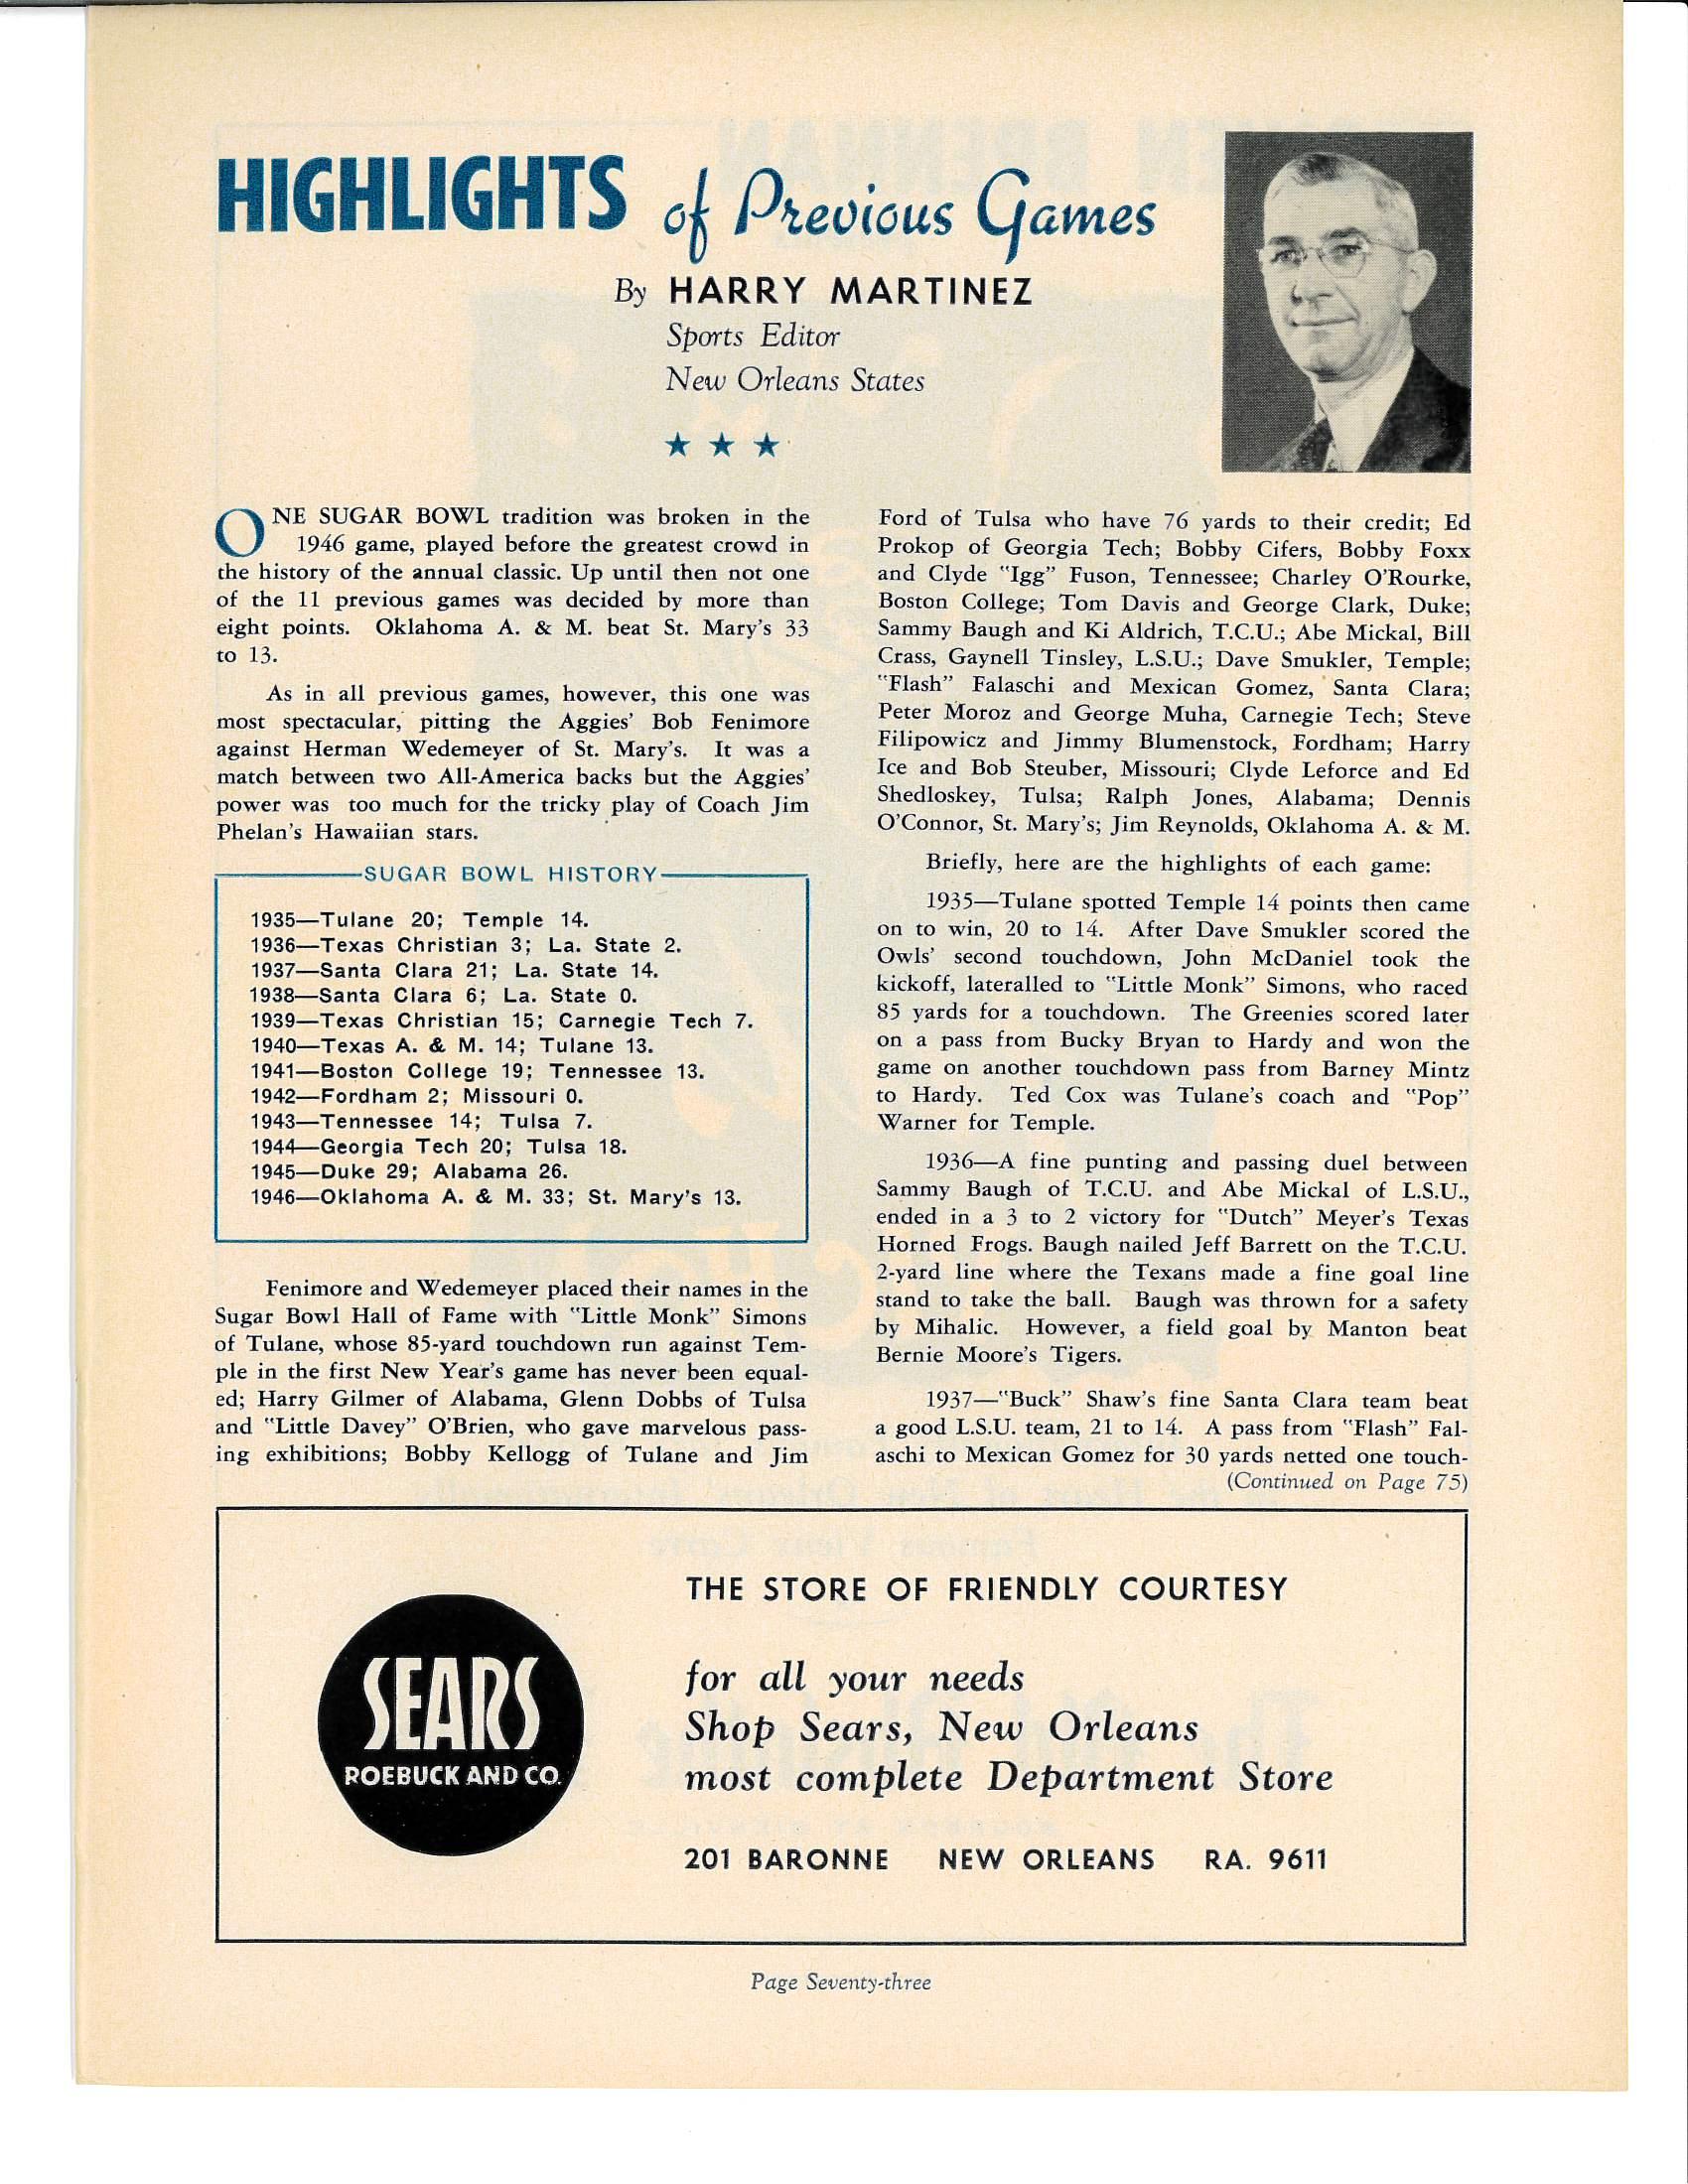 HIGHLIGHTS of Previous Games
By HARRY MARTINEZ
Sports Editor
New Orleans States
★ ★ ★
ONE SUGAR BOWL tradition was broken in the
1946 game, played before the greatest crowd in
the history of the annual classic. Up until then not one
of the 11 previous games was decided by more than
eight points. Oklahoma A. & M. beat St. Mary's 33
to 13.
As in all previous games, however, this one was
most spectacular, pitting the Aggies' Bob Fenimore
against Herman Wedemeyer of St. Mary's. It was a
match between two All-America backs but the Aggies'
power was too much for the tricky play of Coach Jim
Phelan's Hawaiian stars.
SUGAR BOWL HISTORY
1935—Tulane 20; Temple 14.
1936—Texas Christian 3; La. State 2.
1937—Santa Clara 21; La. State 14.
1938—Santa Clara 6; La. State 0.
1939—Texas Christian 15; Carnegie Tech 7.
1940—Texas A. & M. 14; Tulane 13.
1941—Boston College 19; Tennessee 13.
1942—Fordham 2; Missouri 0.
1943—Tennessee 14; Tulsa 7.
1944—Georgia Tech 20; Tulsa 18.
1945—Duke 29; Alabama 26.
1946—Oklahoma A. & M. 33; St. Mary's 13.
Fenimore and Wedemeyer placed their names in the
Sugar Bowl Hall of Fame with "Little Monk" Simons
of Tulane, whose 85-yard touchdown run against Tem-
ple in the first New Year's game has never been equal-
ed; Harry Gilmer of Alabama, Glenn Dobbs of Tulsa
and "Little Davey" O'Brien, who gave marvelous pass-
ing exhibitions; Bobby Kellogg of Tulane and Jim
Ford of Tulsa who have 76 yards to their credit; Ed
Prokop of Georgia Tech; Bobby Cifers, Bobby Foxx
and Clyde "Igg" Fuson, Tennessee; Charley O'Rourke,
Boston College; Tom Davis and George Clark, Duke;
Sammy Baugh and Ki Aldrich, T.C.U.; Abe Mickal, Bill
Crass, Gaynell Tinsley, L.S.U.; Dave Smukler, Temple;
"Flash" Falaschi and Mexican Gomez, Santa Clara;
Peter Moroz and George Muha, Carnegie Tech; Steve
Filipowicz and Jimmy Blumenstock, Fordham; Harry
Ice and Bob Steuber, Missouri; Clyde Leforce and Ed
Shedloskey, Tulsa; Ralph Jones, Alabama; Dennis
O'Connor, St. Mary's; Jim Reynolds, Oklahoma A. & M.
Briefly, here are the highlights of each game:
1935—Tulane spotted Temple 14 points then came
on to win, 20 to 14. After Dave Smukler scored the
Owls' second touchdown, John McDaniel took the
kickoff, lateralled to "Little Monk" Simons, who raced
85 yards for a touchdown. The Greenies scored later
on a pass from Bucky Bryan to Hardy and won the
game on another touchdown pass from Barney Mintz
to Hardy. Ted Cox was Tulane's coach and "Pop"
Warner for Temple.
1936—A fine punting and passing duel between
Sammy Baugh of T.C.U. and Abe Mickal of L.S.U.,
ended in a 3 to 2 victory for "Dutch" Meyer's Texas
Horned Frogs. Baugh nailed Jeff Barrett on the T.C.U.
2-yard line where the Texans made a fine goal line
stand to take the ball. Baugh was thrown for a safety
by Mihalic. However, a field goal by Manton beat
Bernie Moore's Tigers.
1937—"Buck" Shaw's fine Santa Clara team beat
a good L.S.U. team, 21 to 14. A pass from "Flash" Fal-
aschi to Mexican Gomez for 30 yards netted one touch-
(Continued on Page 75)
SEARS
ROEBUCK AND CO.
THE STORE OF FRIENDLY COURTESY
for all your needs
Shop Sears, New Orleans
most complete Department Store
201 BARONNE NEW ORLEANS RA. 9611
Page Seventy-three